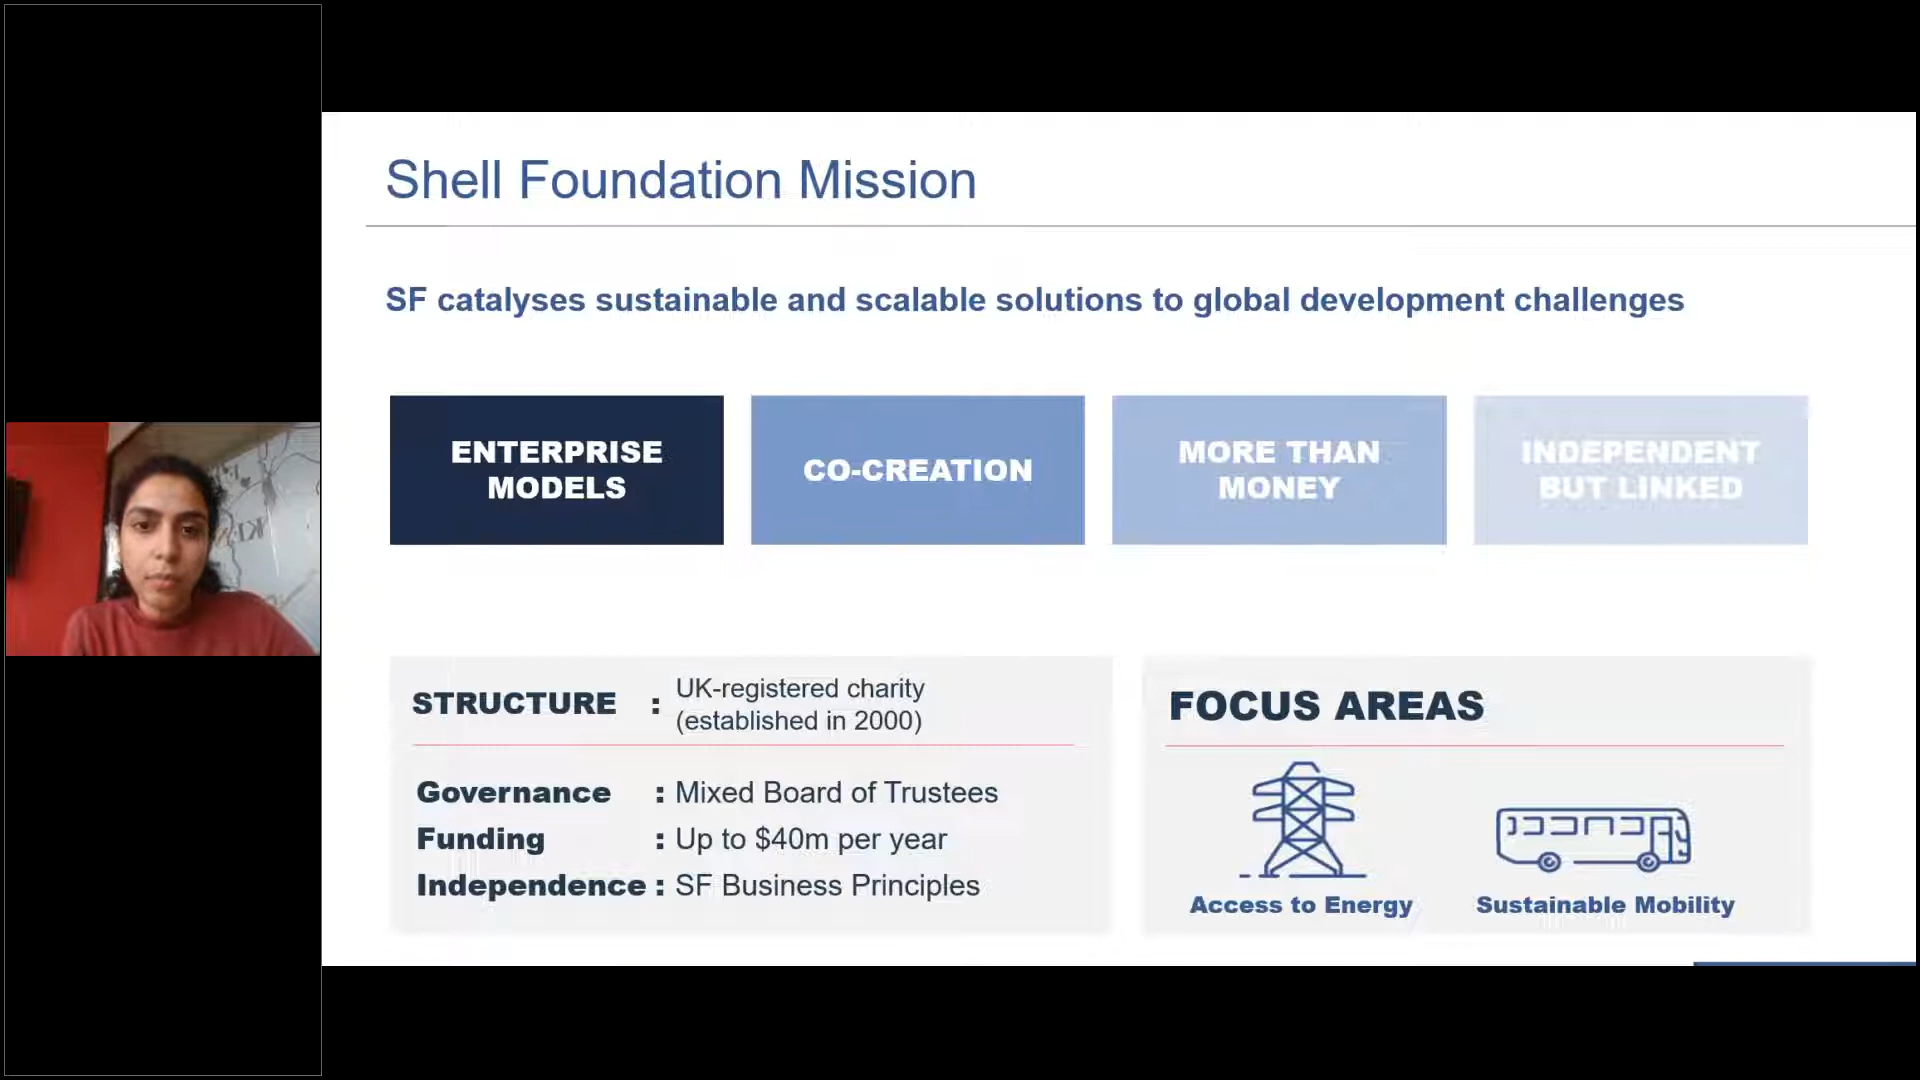 Shell Foundation Mission
SF catalyses sustainable and scalable solutions to global development challenges
ENTERPRISE
MODELS
CO-CREATION
MORE THAN
MONEY
INDEPENDENT
BUT LINKED
STRUCTURE : UK-registered charity
(established in 2000)
Governance : Mixed Board of Trustees
Funding : Up to $40m per year
Independence : SF Business Principles
FOCUS AREAS
Access to Energy
Sustainable Mobility